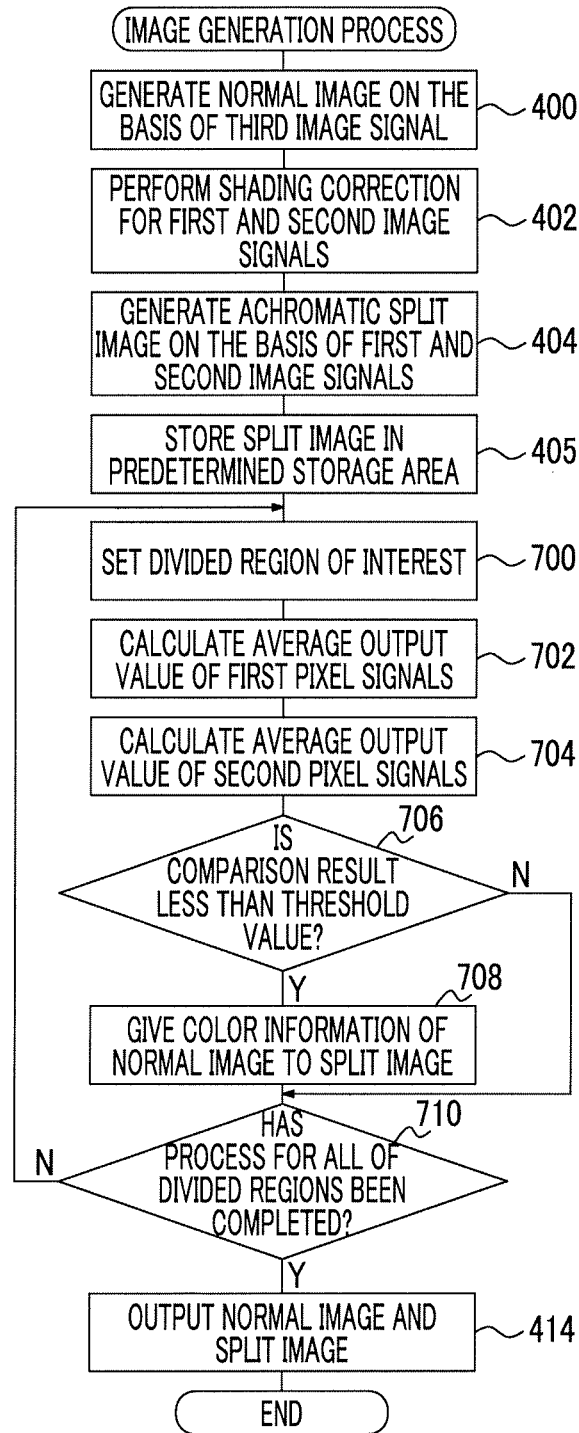 IMAGE GENERATION PROCESS
GENERATE NORMAL IMAGE ON THE
BASIS OF THIRD IMAGE SIGNAL
400
PERFORM SHADING CORRECTION
FOR FIRST AND SECOND IMAGE
SIGNALS
402
GENERATE ACHROMATIC SPLIT
IMAGE ON THE BASIS OF FIRST AND
SECOND IMAGE SIGNALS
404
STORE SPLIT IMAGE IN
PREDETERMINED STORAGE AREA
405
SET DIVIDED REGION OF INTEREST
700
CALCULATE AVERAGE OUTPUT
VALUE OF FIRST PIXEL SIGNALS
702
CALCULATE AVERAGE OUTPUT
VALUE OF SECOND PIXEL SIGNALS
704
706
IS
COMPARISON RESULT
LESS THAN THRESHOLD
VALUE?
N
Y
708
GIVE COLOR INFORMATION OF
NORMAL IMAGE TO SPLIT IMAGE
710
HAS
PROCESS FOR ALL OF
DIVIDED REGIONS BEEN
COMPLETED?
N
Y
OUTPUT NORMAL IMAGE AND
SPLIT IMAGE
414
END